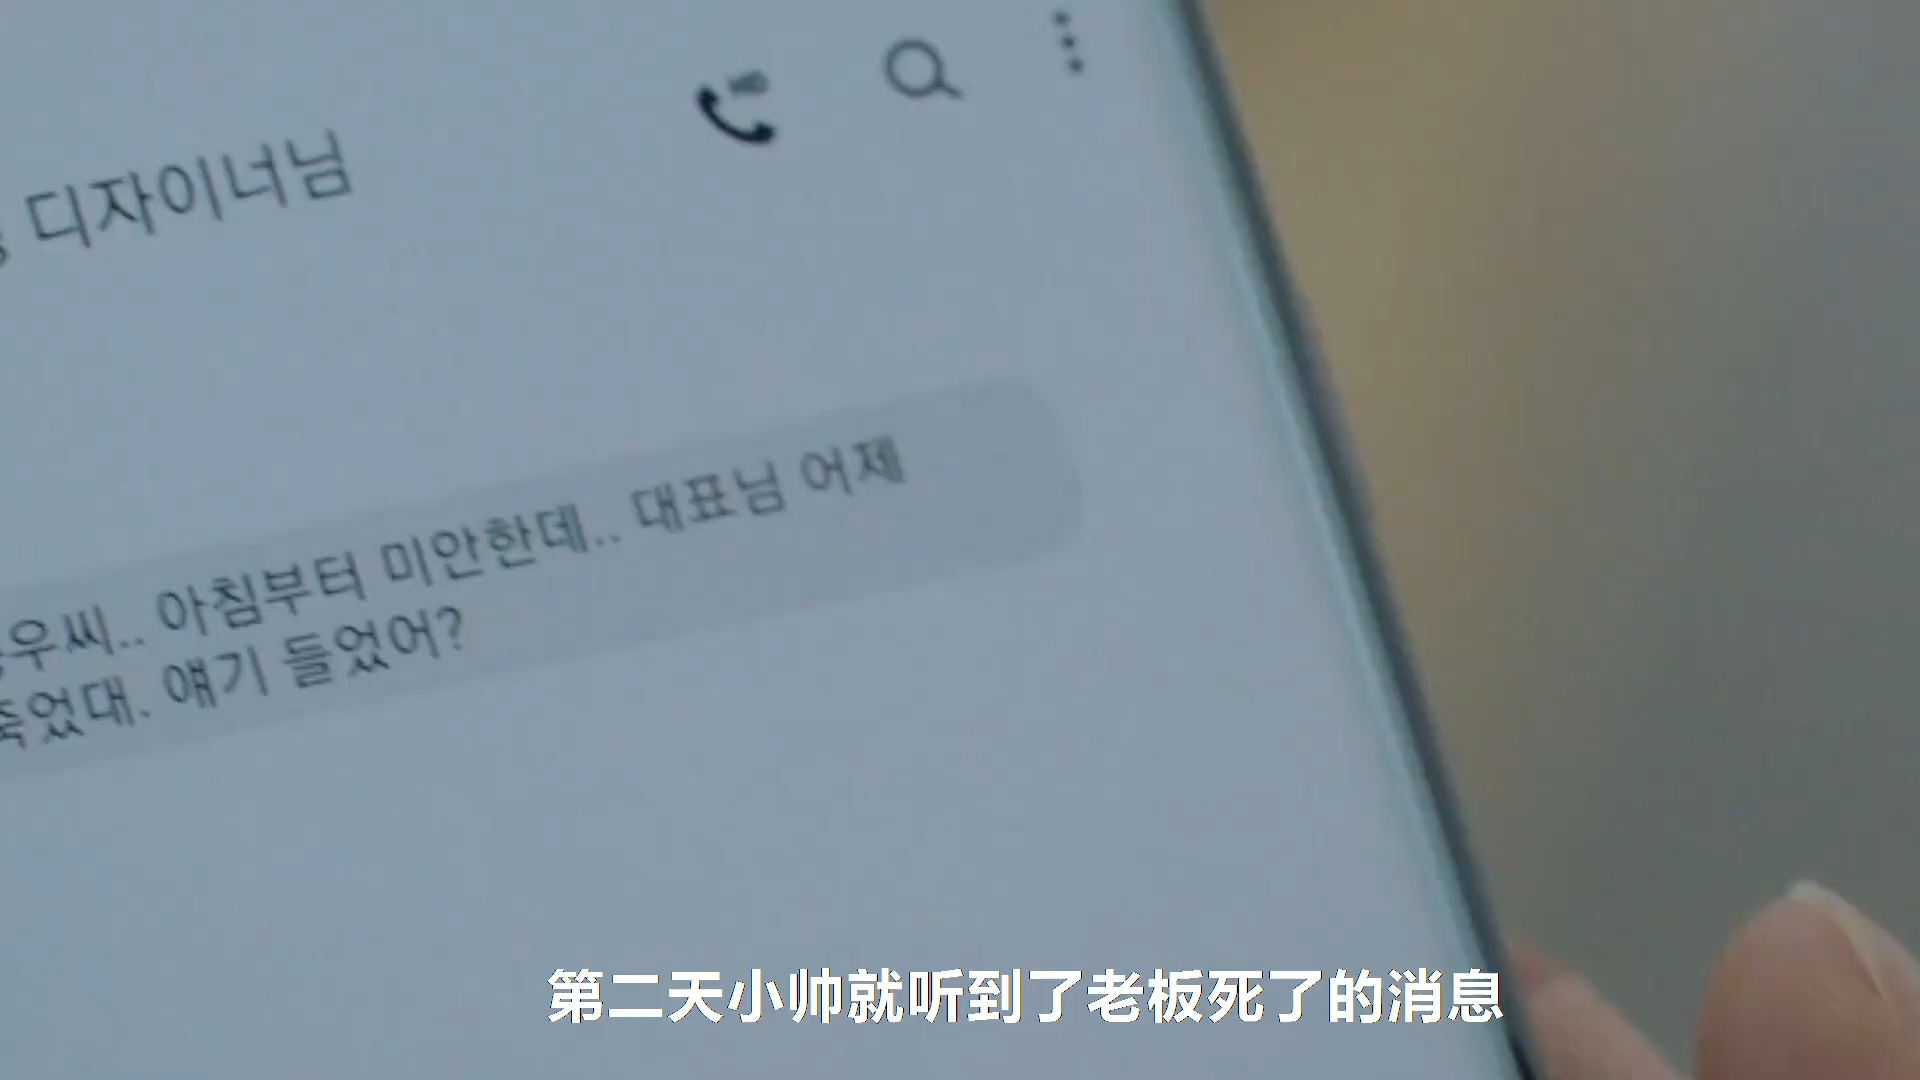 디자이너님
아침부터 미안한데.. 대표님 어제
죽었대. 얘기 들었어?
第二天小帅就听到了老板死了的消息